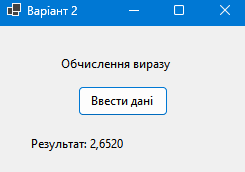 Варіант 2
Обчислення виразу
Ввести дані
Результат: 2,6520